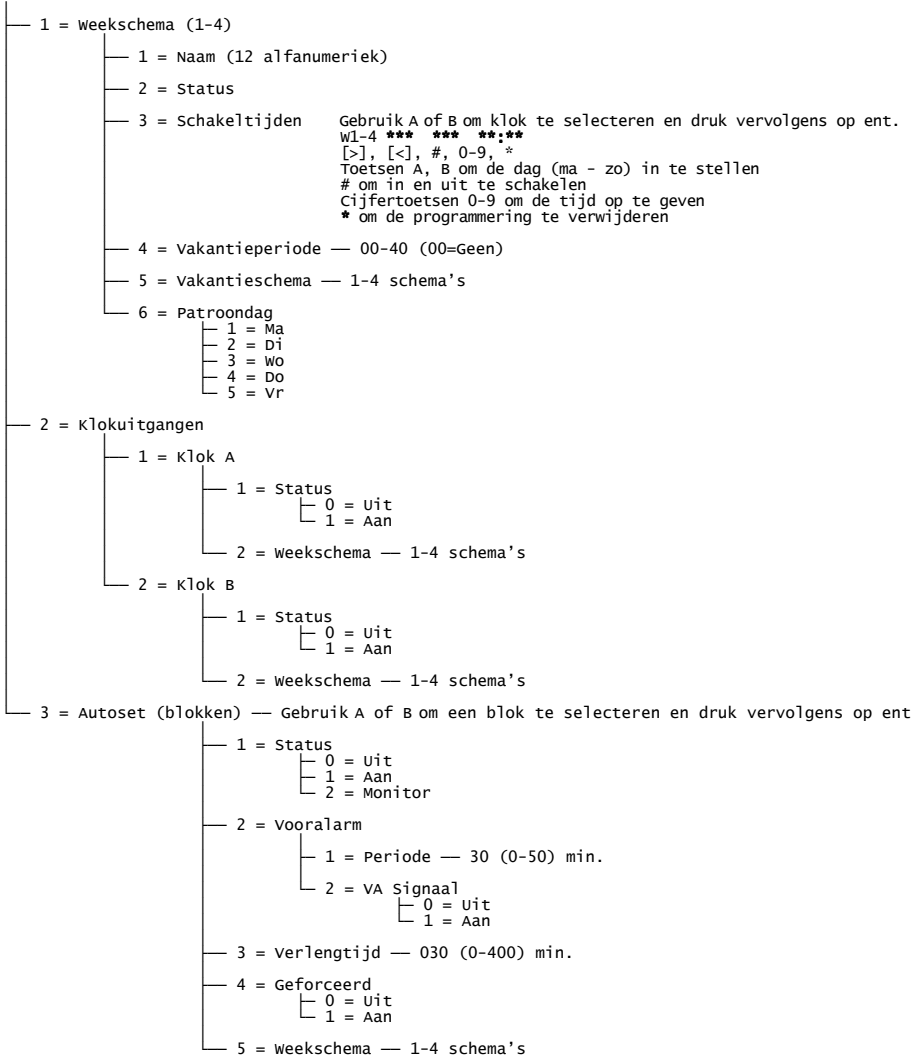 1 = Weekschema (1-4)
1 = Naam (12 alfanumeriek)
2 = Status
3 = Schakeltijden Gebruik A of B om klok te selecteren en druk vervolgens op ent.
W1-4 *** *** **:**
[>], [<], #, 0-9, *
Toetsen A, B om de dag (ma - zo) in te stellen
# om in en uit te schakelen
Cijfertoetsen 0-9 om de tijd op te geven
* om de programmering te verwijderen
4 = Vakantieperiode — 00-40 (00=Geen)
5 = Vakantieschema — 1-4 schema's
6 = Patroondag
1 = Ma
2 = Di
3 = Wo
4 = Do
5 = Vr
2 = Klokuitgangen
1 = Klok A
1 = Status
0 = Uit
1 = Aan
2 = Weekschema — 1-4 schema's
2 = Klok B
1 = Status
0 = Uit
1 = Aan
2 = Weekschema — 1-4 schema's
3 = Autoset (blokken) — Gebruik A of B om een blok te selecteren en druk vervolgens op ent
1 = Status
0 = Uit
1 = Aan
2 = Monitor
2 = Vooralarm
1 = Periode — 30 (0-50) min.
2 = VA Signaal
0 = Uit
1 = Aan
3 = Verlengtijd — 030 (0-400) min.
4 = Geforceerd
0 = Uit
1 = Aan
5 = Weekschema — 1-4 schema's